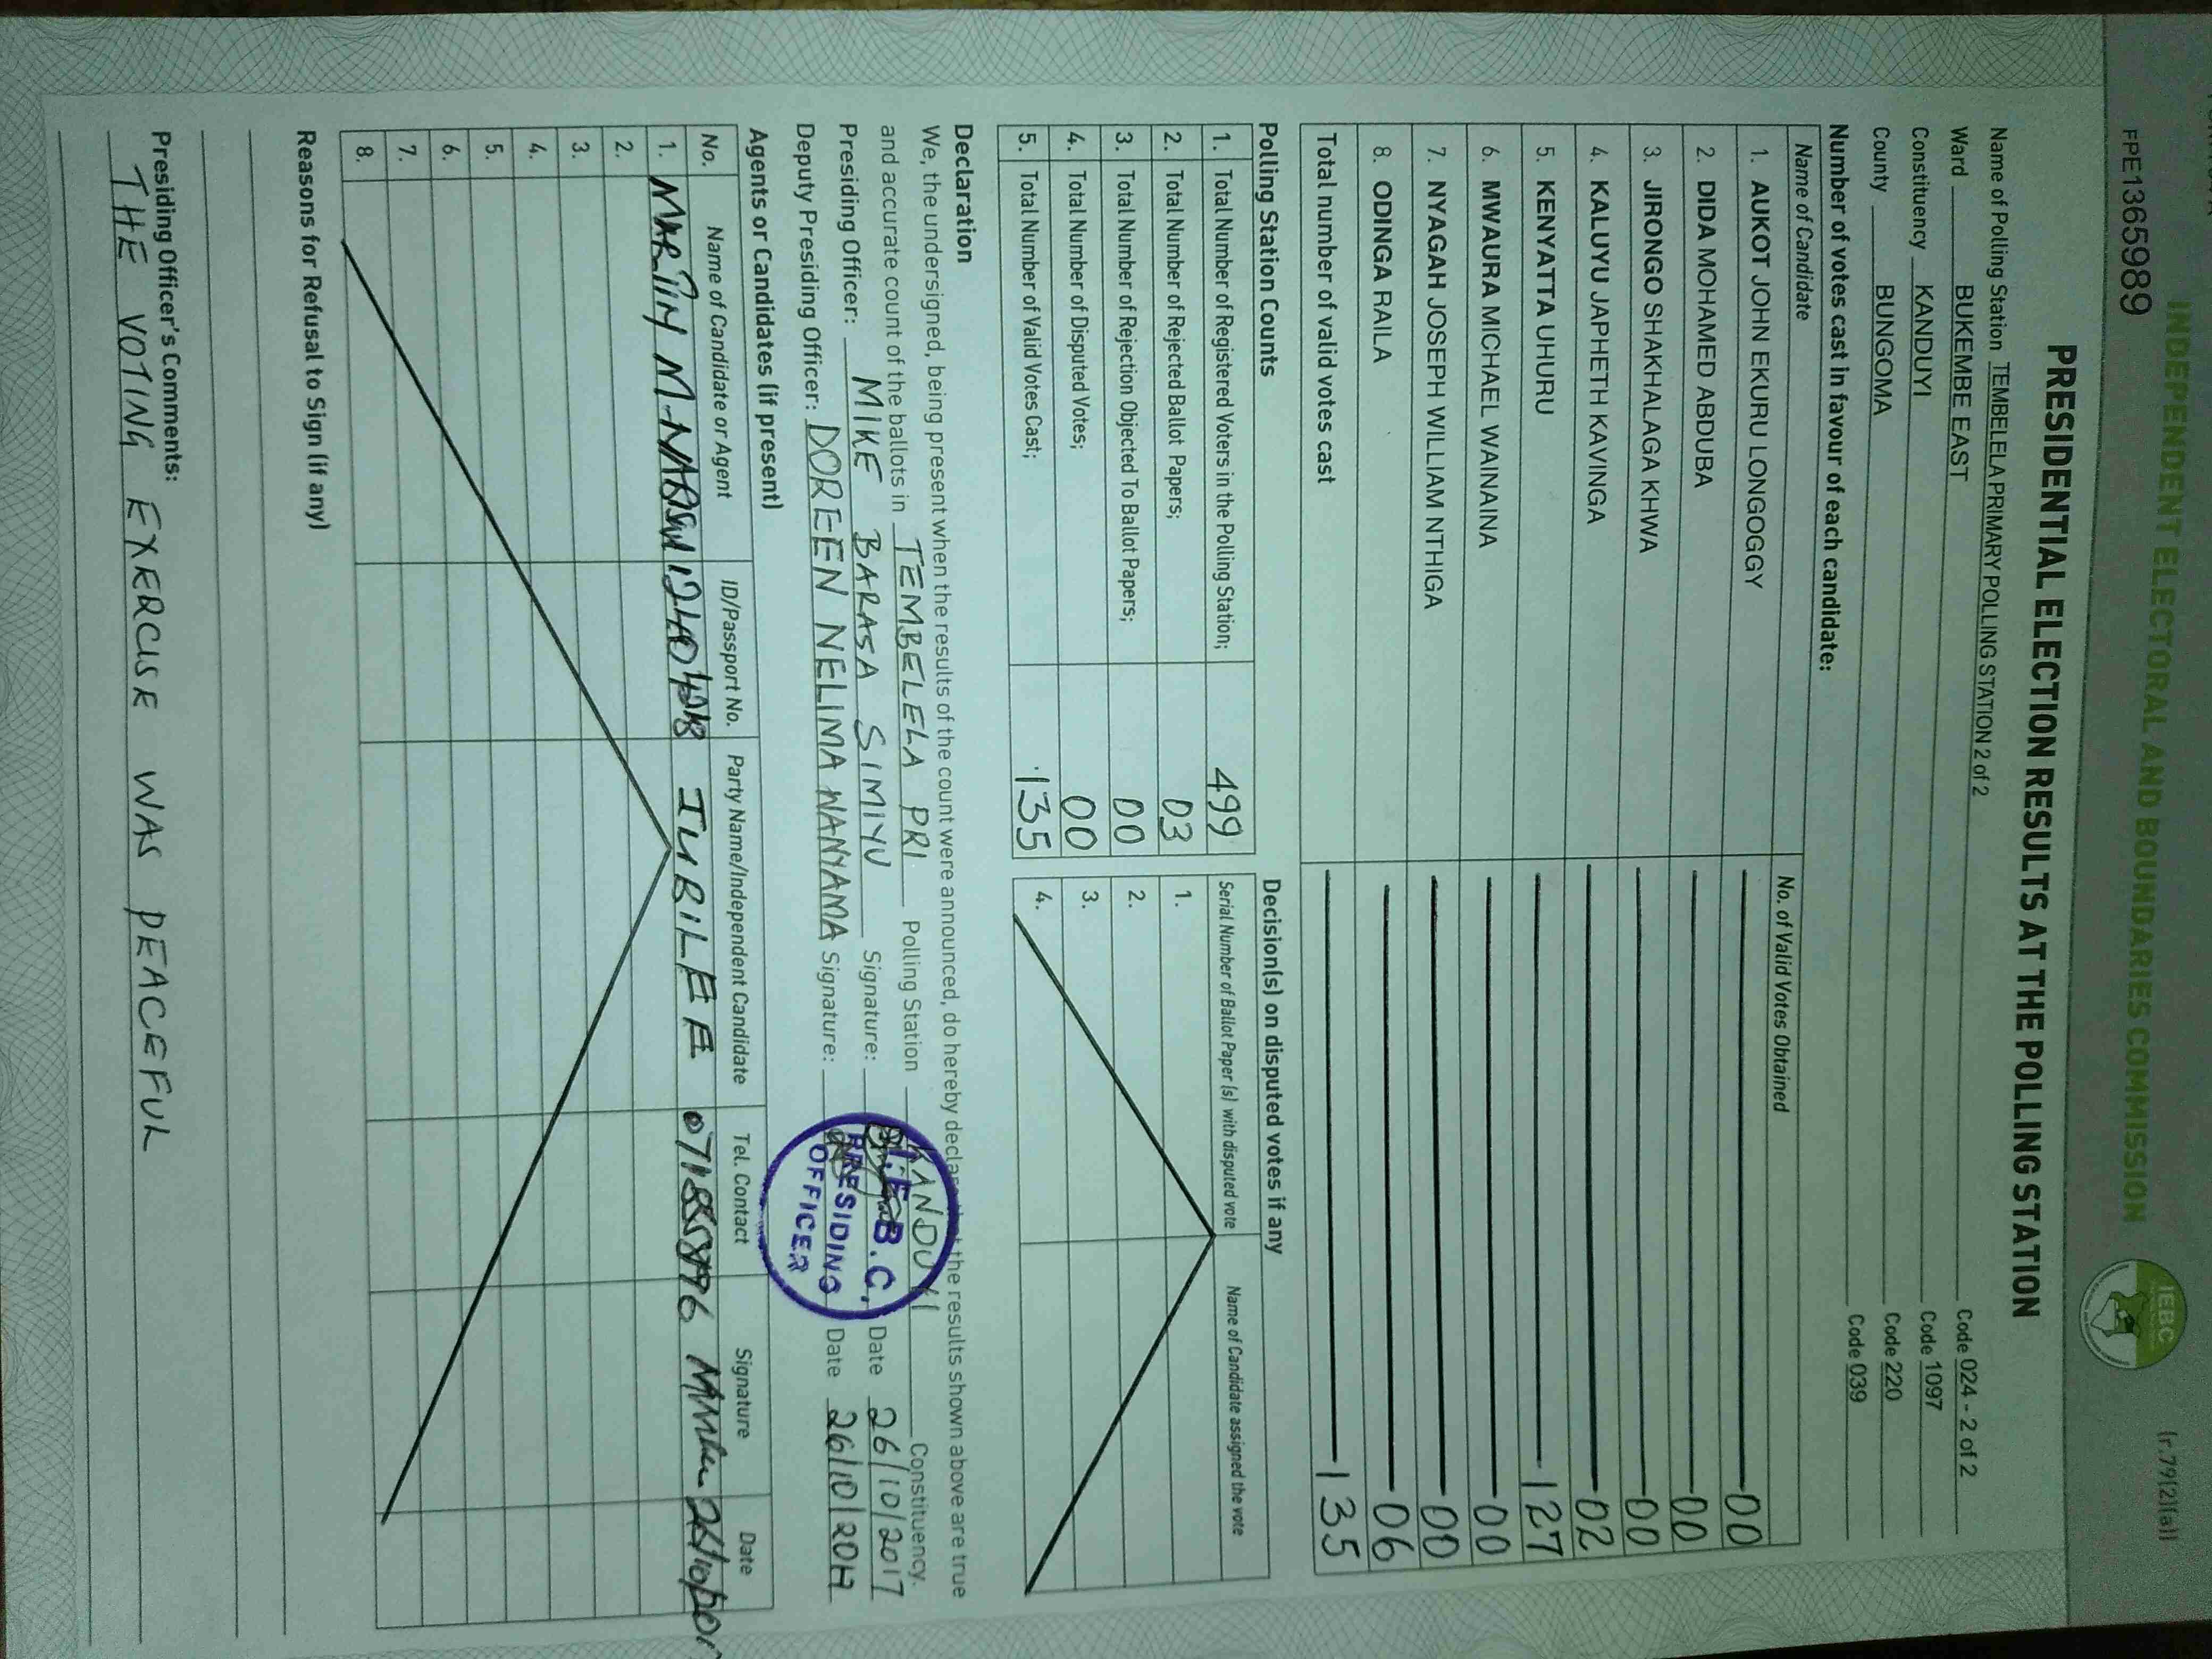 INDEPENDENT ELECTORAL AND BOUNDARIES COMMISSION
IEBC
(r.79(2)(a))
FPE1365989
PRESIDENTIAL ELECTION RESULTS AT THE POLLING STATION
Name of Polling Station TEMBELELA PRIMARY POLLING STATION 2 of 2 Code 024 - 2 of 2
Ward BUKEMBE EAST Code 1097
Constituency KANDUYI Code 220
County BUNGOMA Code 039
Number of votes cast in favour of each candidate:
Name of Candidate No. of Valid Votes Obtained
1. AUKOT JOHN EKURU LONGOGGY 00
2. DIDA MOHAMED ABDUBA 00
3. JIRONGO SHAKHALAGA KHWA 00
4. KALUYU JAPHETH KAVINGA 02
5. KENYATTA UHURU 127
6. MWAURA MICHAEL WAINAINA 00
7. NYAGAH JOSEPH WILLIAM NTHIGA 00
8. ODINGA RAILA 06
Total number of valid votes cast 135
Polling Station Counts
1. Total Number of Registered Voters in the Polling Station; 499
2. Total Number of Rejected Ballot Papers; 03
3. Total Number of Rejection Objected To Ballot Papers; 00
4. Total Number of Disputed Votes; 00
5. Total Number of Valid Votes Cast; 135
Decision(s) on disputed votes if any
Serial Number of Ballot Paper (s) with disputed vote Name of Candidate assigned the vote
1.
2.
3.
4.
Declaration
We, the undersigned, being present when the results of the count were announced, do hereby declare that the results shown above are true
and accurate count of the ballots in TEMBELELA PRI Polling Station KANDUYI Constituency.
Presiding Officer: MIKE BARASA SIMIYU Signature: Date 26/10/2017
Deputy Presiding Officer: DOREEN NELIMA WANYAMA Signature: Date 26/10/2017
I.E.B.C.
PRESIDING
OFFICER
Agents or Candidates (if present)
No. Name of Candidate or Agent ID/Passport No. Party Name/Independent Candidate Tel. Contact Signature Date
1. MARTIN M. JUBILEE
2.
3.
4.
5.
6.
7.
8.
Reasons for Refusal to Sign (if any)
Presiding Officer's Comments:
THE VOTING EXERCISE WAS PEACEFUL